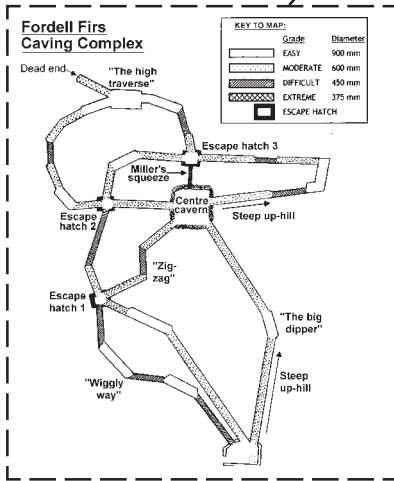 Fordell Firs
Caving Complex
KEY TO MAP:
Grade Diameter
EASY 900 mm
MODERATE 600 mm
DIFFICULT 450 mm
EXTREME 375 mm
ESCAPE HATCH
Dead end
"The high
traverse"
Escape hatch 3
Miller's
squeeze
Centre
cavern
Steep up-hill
Escape
hatch 2
"Zig-
zag"
Escape
hatch 1
"The big
dipper"
"Wiggly
way"
Steep
up-hill